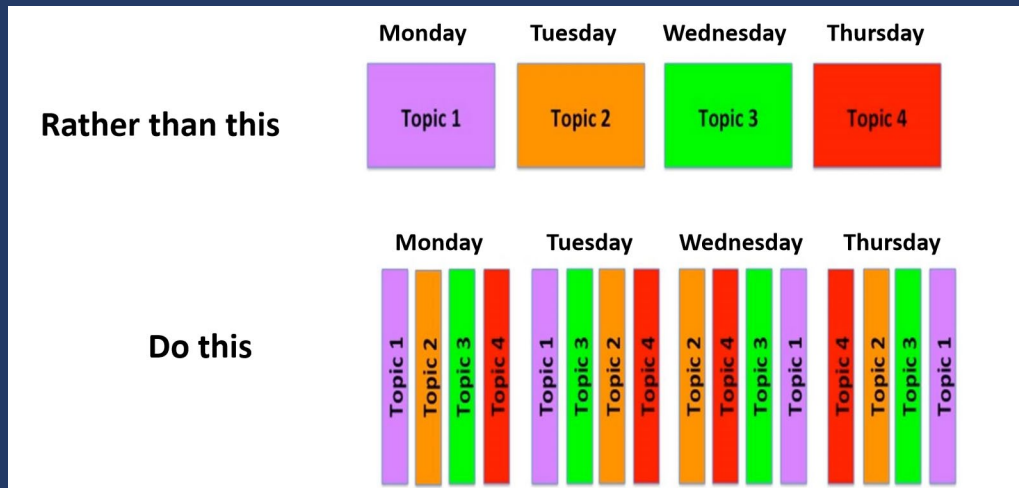 Monday Tuesday Wednesday Thursday
Rather than this Topic 1 Topic 2 Topic 3 Topic 4
Monday Tuesday Wednesday Thursday
Do this Topic 1 Topic 2 Topic 3 Topic 4 Topic 1 Topic 3 Topic 2 Topic 4 Topic 2 Topic 4 Topic 3 Topic 1 Topic 4 Topic 2 Topic 3 Topic 1